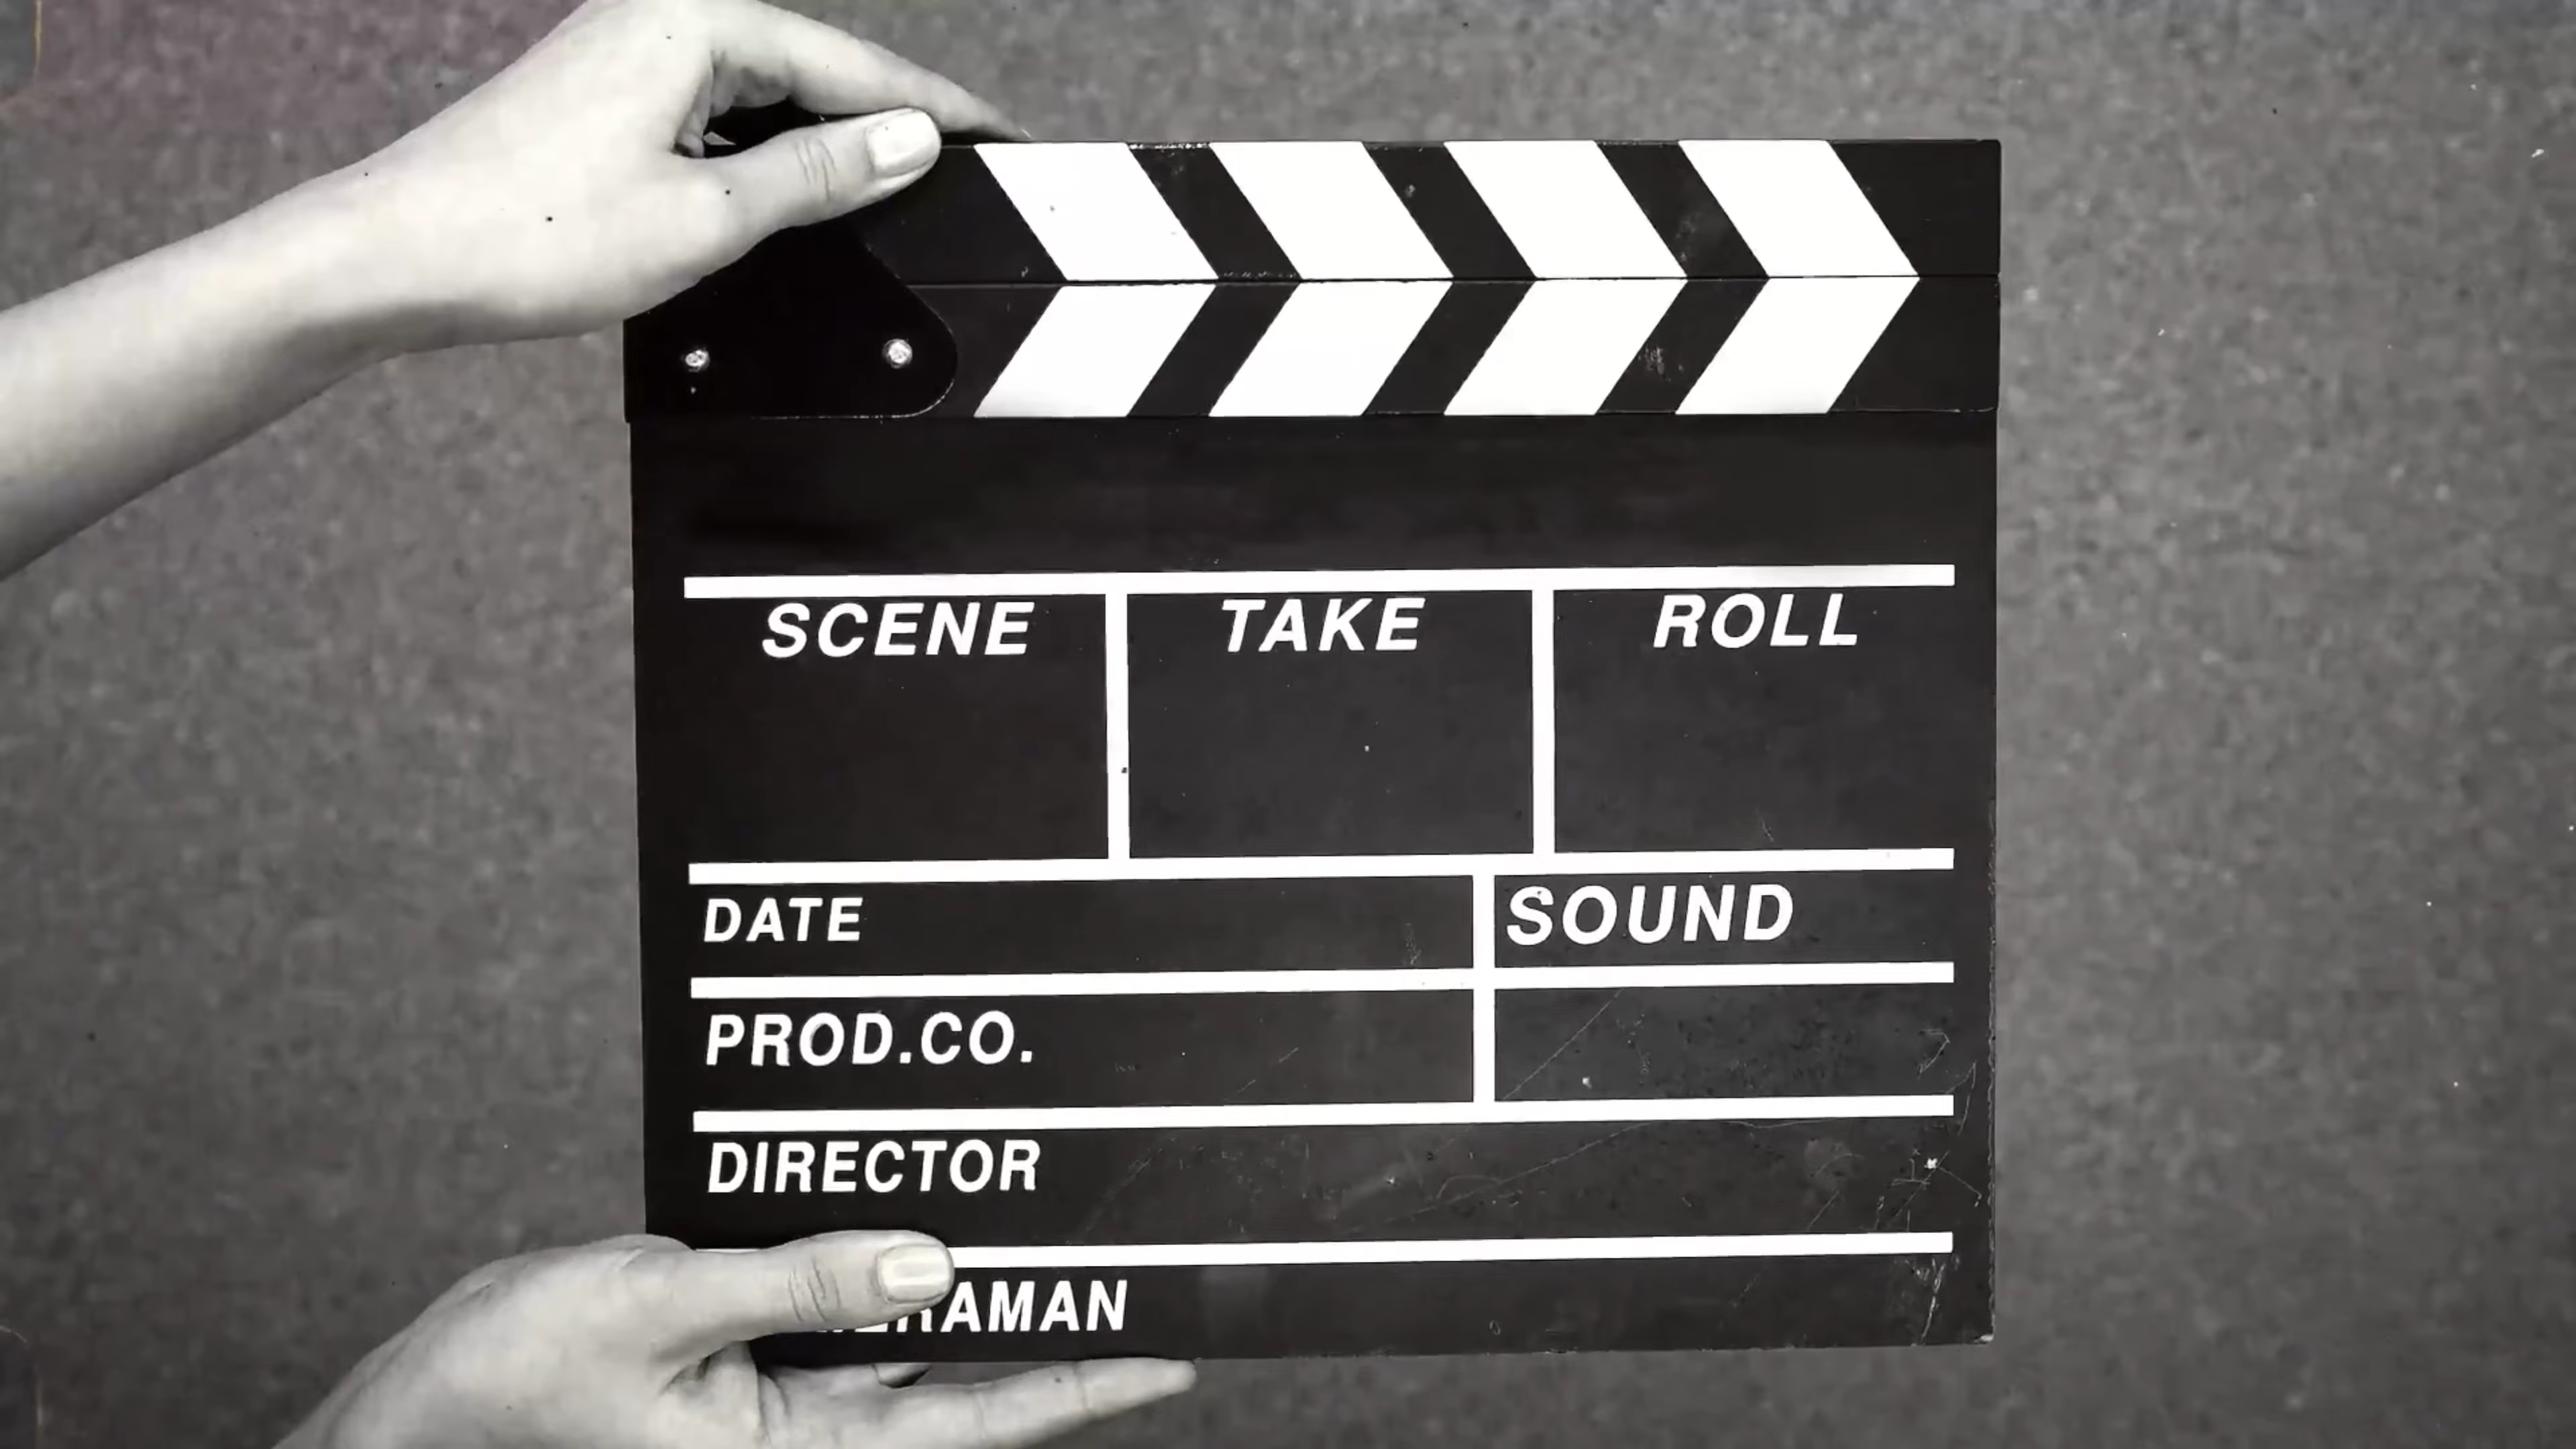 SCENE TAKE ROLL
DATE SOUND
PROD.CO.
DIRECTOR